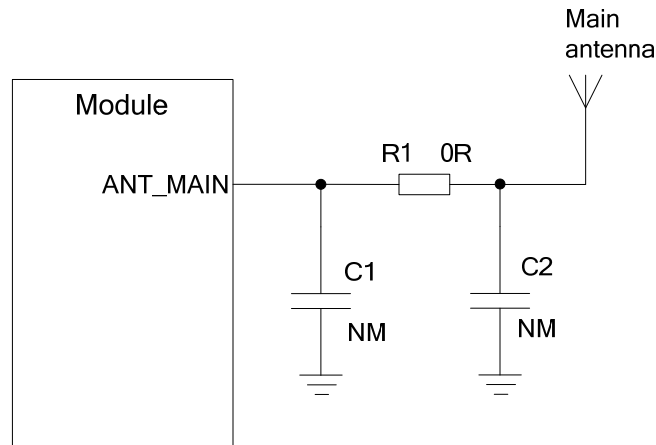 Main
antenna
Module
R1 0R
ANT_MAIN
C1
C2
NM
NM